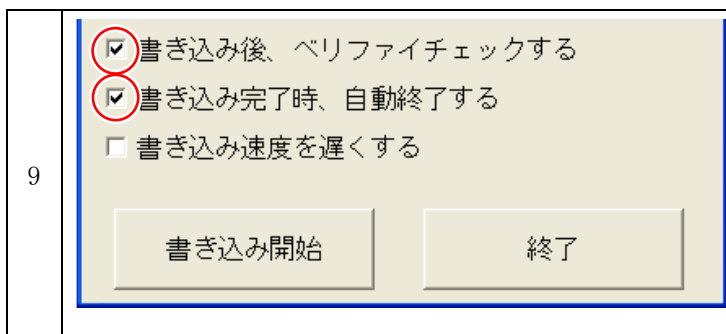 書き込み後、ベリファイチェックする
書き込み完了時、自動終了する
書き込み速度を遅くする
9
書き込み開始 終了